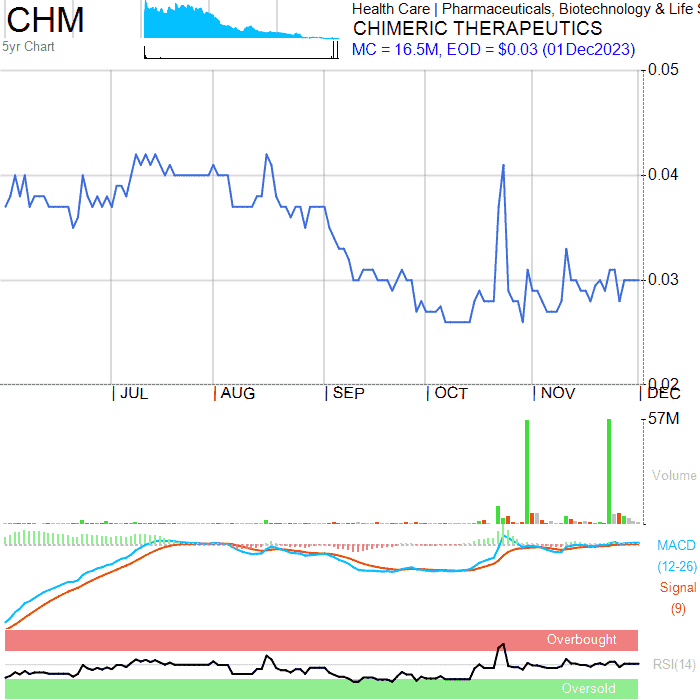 CHM
Health Care | Pharmaceuticals, Biotechnology & Life S
5yr Chart
CHIMERIC THERAPEUTICS
MC = 16.5M, EOD = $0.03 (01Dec2023)
0.05
0.04
0.03
0.02
| JUL | AUG | SEP | OCT | NOV | DEC
57M
Volume
MACD
(12-26)
Signal
(9)
Overbought
RSI(14)
Oversold